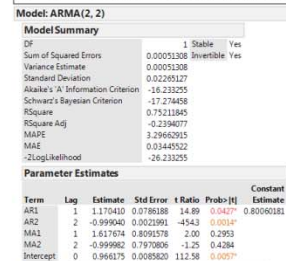 Model: ARMA(2, 2)
Model Summary
DF 1 Stable Yes
Sum of Squared Errors 0.00051308 Invertible Yes
Variance Estimate 0.00051308
Standard Deviation 0.02265127
Akaike's 'A' Information Criterion -16.233255
Schwarz's Bayesian Criterion -17.274458
RSquare 0.75211845
RSquare Adj -0.2394077
MAPE 3.29662915
MAE 0.03445522
-2LogLikelihood -26.233255
Parameter Estimates
Constant
Term Lag Estimate Std Error t Ratio Prob>|t| Estimate
AR1 1 1.170410 0.0786188 14.89 0.0427* 0.80060181
AR2 2 -0.999040 0.0021991 -454.3 0.0014*
MA1 1 1.617674 0.8091578 2.00 0.2953
MA2 2 -0.999982 0.7970806 -1.25 0.4284
Intercept 0 0.966175 0.0085820 112.58 0.0057*